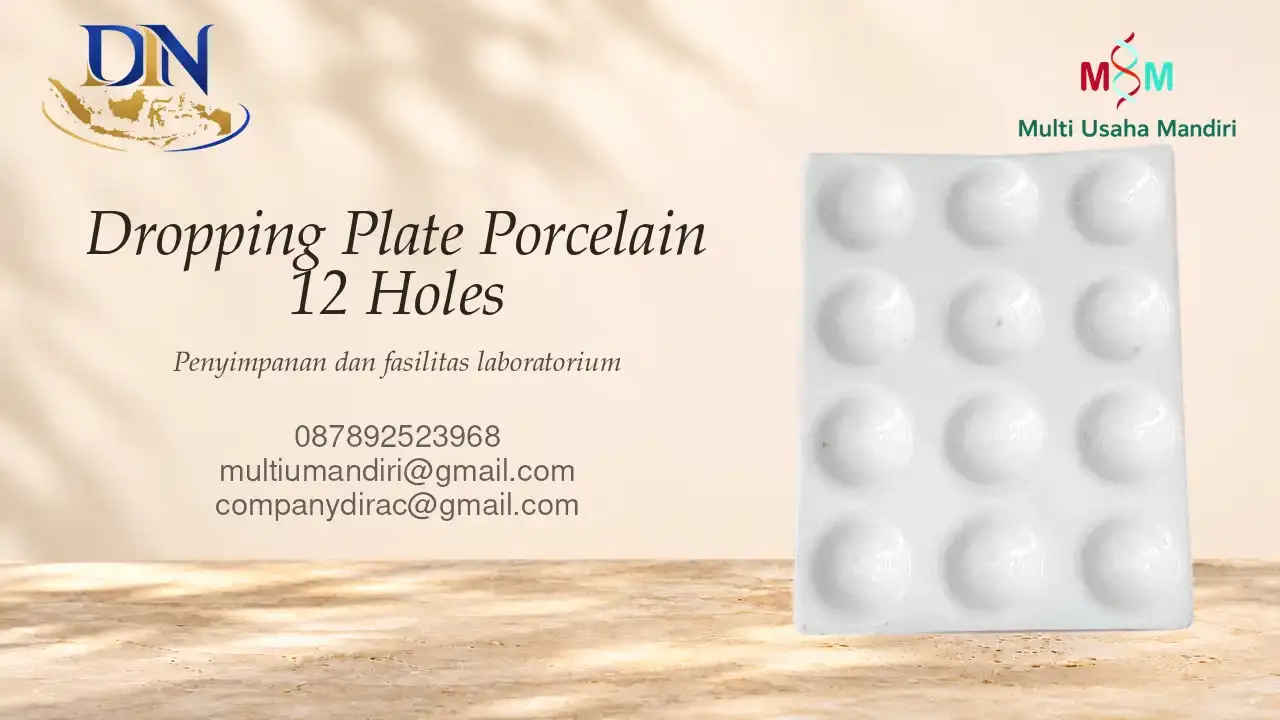 DN
M M
Multi Usaha Mandiri
Dropping Plate Porcelain
12 Holes
Penyimpanan dan fasilitas laboratorium
087892523968
multiumandiri@gmail.com
companydirac@gmail.com